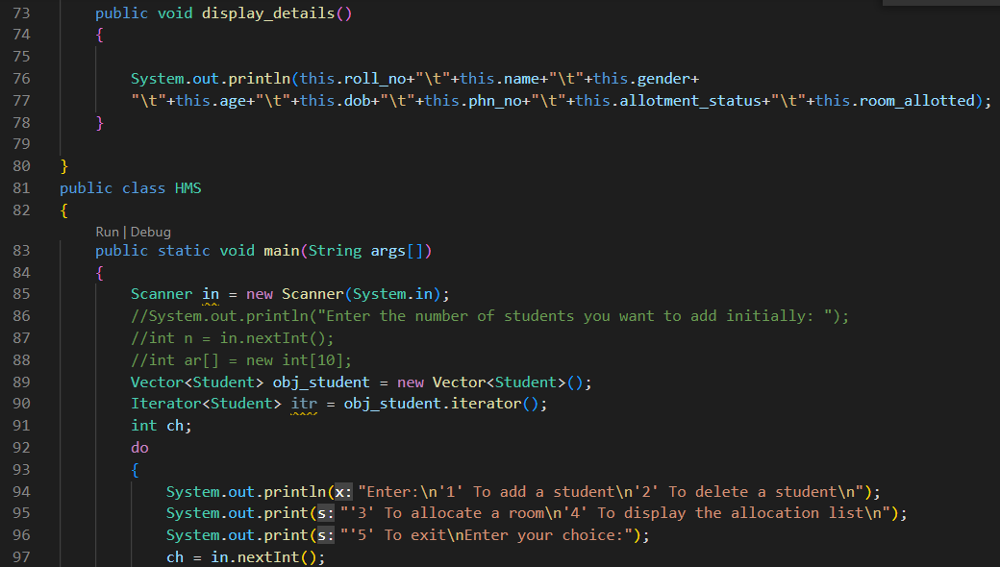 73 public void display_details()
74 {
75
76 System.out.println(this.roll_no+"\t"+this.name+"\t"+this.gender+
77 "\t"+this.age+"\t"+this.dob+"\t"+this.phn_no+"\t"+this.allotment_status+"\t"+this.room_allotted);
78 }
79
80 }
81 public class HMS
82 {
Run | Debug
83 public static void main(String args[])
84 {
85 Scanner in = new Scanner(System.in);
86 //System.out.println("Enter the number of students you want to add initially: ");
87 //int n = in.nextInt();
88 //int ar[] = new int[10];
89 Vector<Student> obj_student = new Vector<Student>();
90 Iterator<Student> itr = obj_student.iterator();
91 int ch;
92 do
93 {
94 System.out.println(x: "Enter:\n'1' To add a student\n'2' To delete a student\n");
95 System.out.print(s: "'3' To allocate a room\n'4' To display the allocation list\n");
96 System.out.print(s: "'5' To exit\nEnter your choice:");
97 ch = in.nextInt();